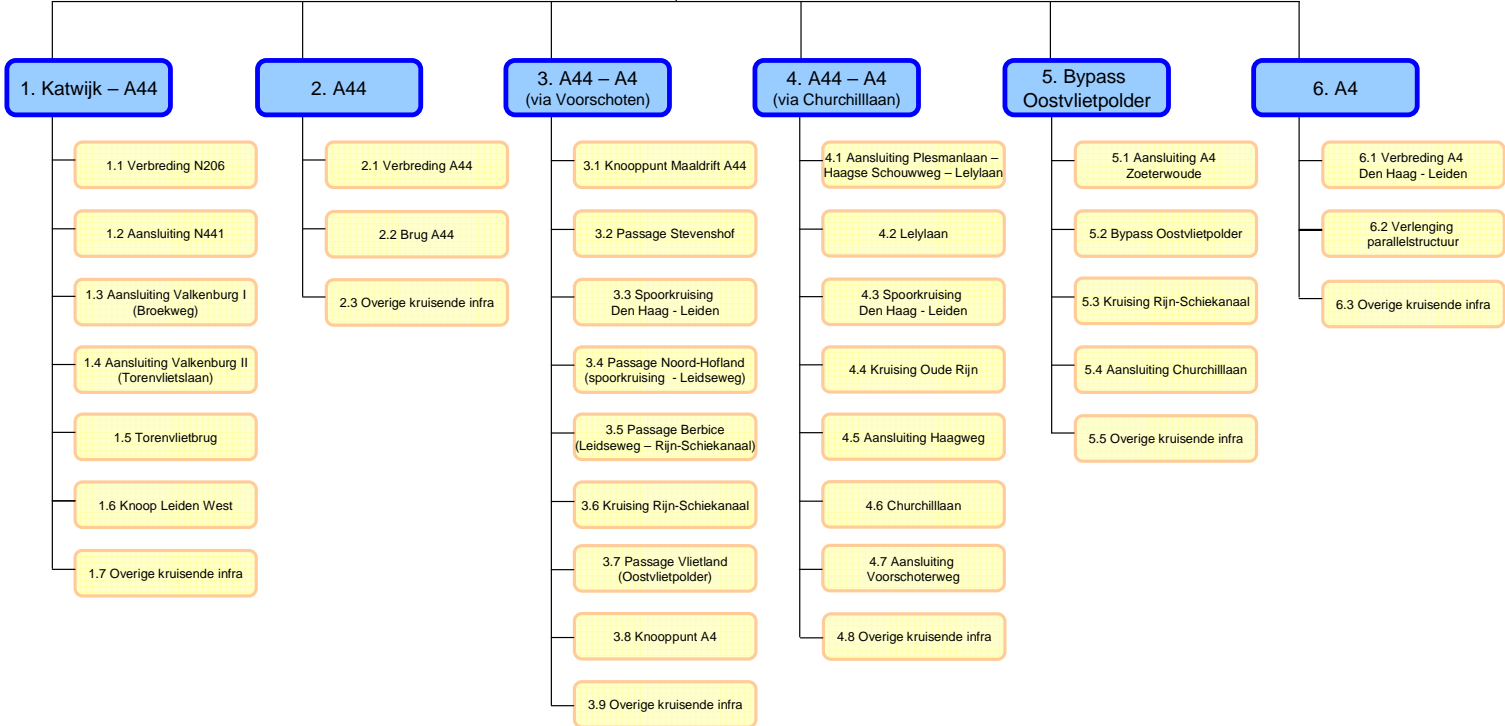 1. Katwijk – A44
1.1 Verbreding N206
1.2 Aansluiting N441
1.3 Aansluiting Valkenburg I
(Broekweg)
1.4 Aansluiting Valkenburg II
(Torenvlietslaan)
1.5 Torenvlietbrug
1.6 Knoop Leiden West
1.7 Overige kruisende infra
2. A44
2.1 Verbreding A44
2.2 Brug A44
2.3 Overige kruisende infra
3. A44 – A4
(via Voorschoten)
3.1 Knooppunt Maaldrift A44
3.2 Passage Stevenshof
3.3 Spoorkruising
Den Haag - Leiden
3.4 Passage Noord-Hofland
(spoorkruising - Leidseweg)
3.5 Passage Berbice
(Leidseweg – Rijn-Schiekanaal)
3.6 Kruising Rijn-Schiekanaal
3.7 Passage Vlietland
(Oostvlietpolder)
3.8 Knooppunt A4
3.9 Overige kruisende infra
4. A44 – A4
(via Churchilllaan)
4.1 Aansluiting Plesmanlaan –
Haagse Schouwweg – Lelylaan
4.2 Lelylaan
4.3 Spoorkruising
Den Haag - Leiden
4.4 Kruising Oude Rijn
4.5 Aansluiting Haagweg
4.6 Churchilllaan
4.7 Aansluiting
Voorschoterweg
4.8 Overige kruisende infra
5. Bypass
Oostvlietpolder
5.1 Aansluiting A4
Zoeterwoude
5.2 Bypass Oostvlietpolder
5.3 Kruising Rijn-Schiekanaal
5.4 Aansluiting Churchilllaan
5.5 Overige kruisende infra
6. A4
6.1 Verbreding A4
Den Haag - Leiden
6.2 Verlenging
parallelstructuur
6.3 Overige kruisende infra